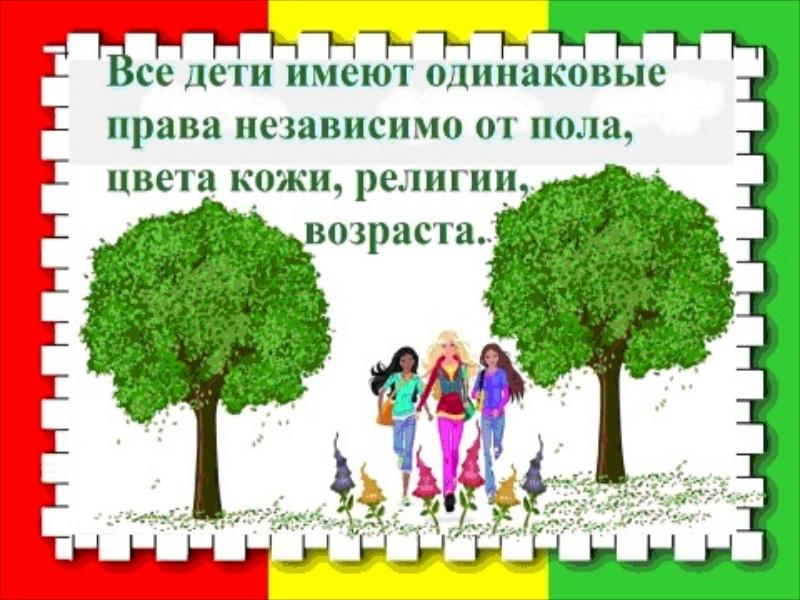 Все дети имеют одинаковые
права независимо от пола,
цвета кожи, религии,
возраста.